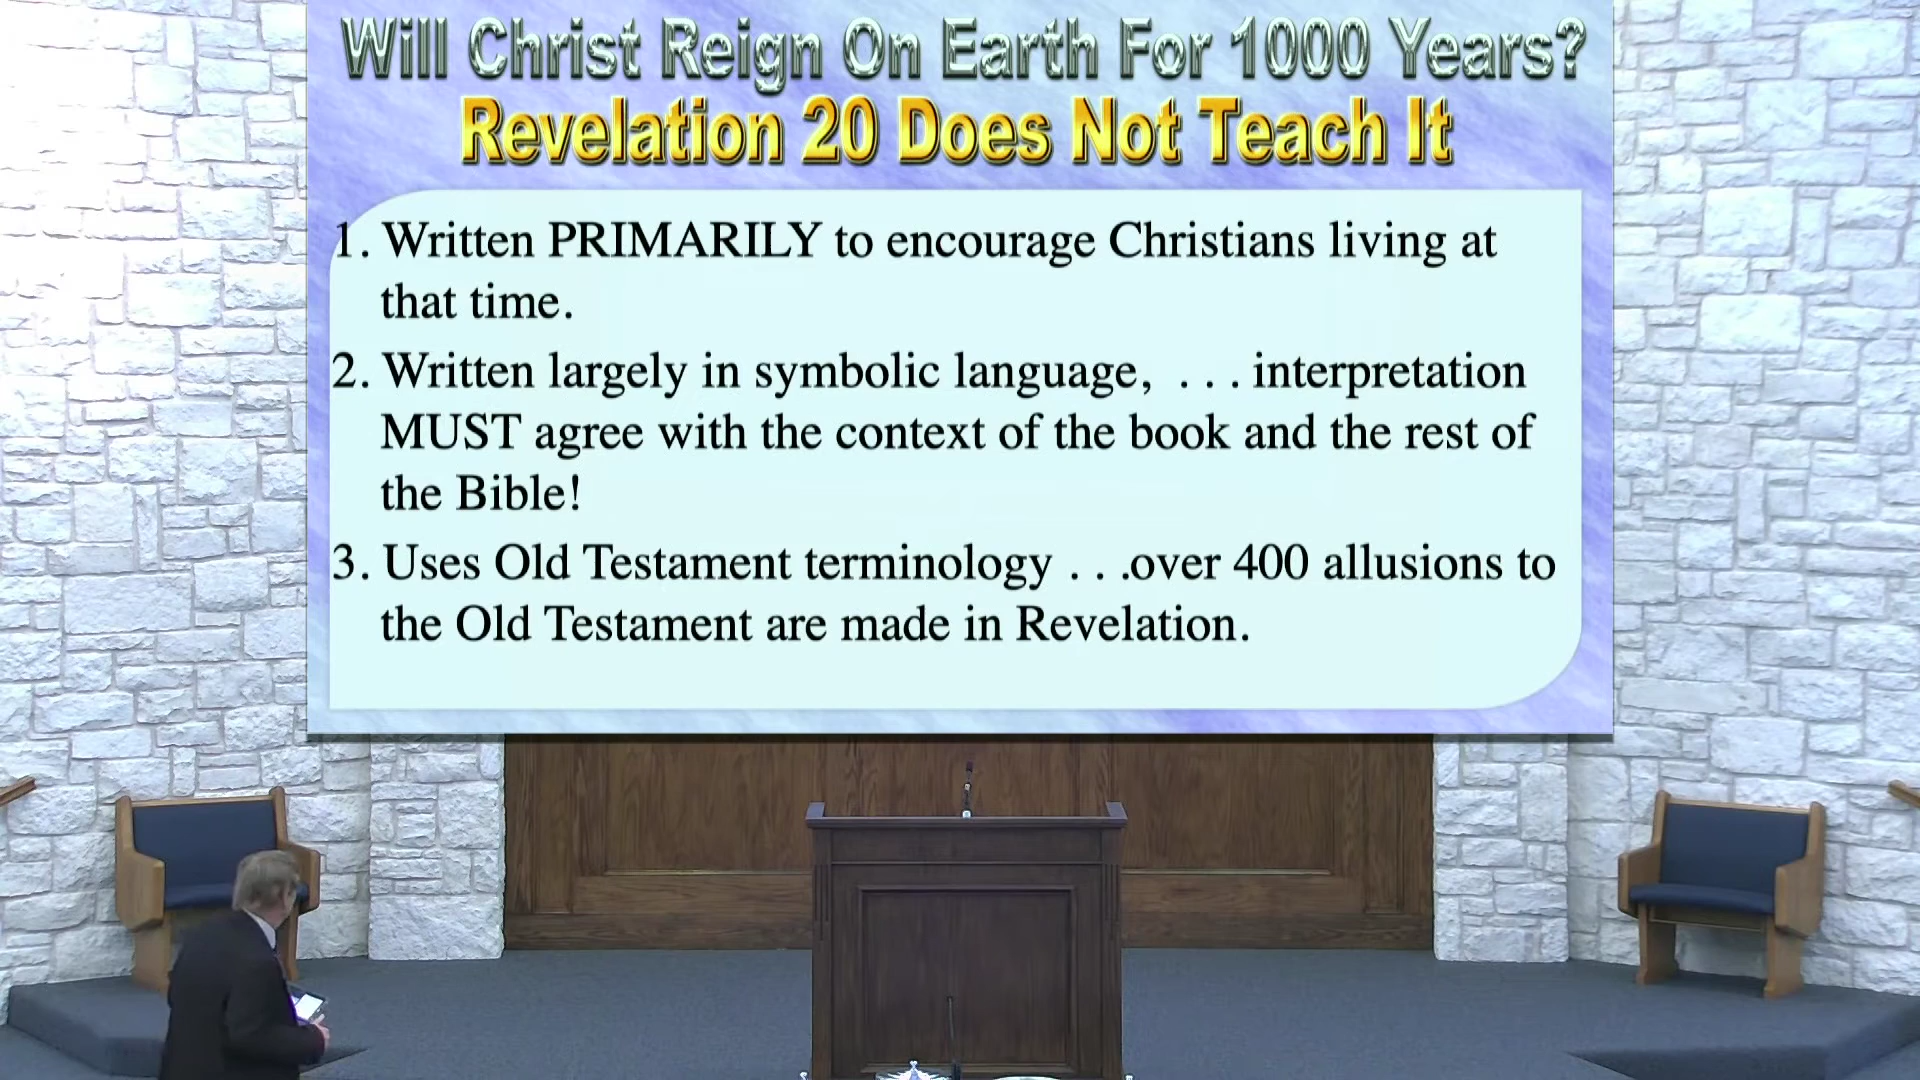 Will Christ Reign On Earth For 1000 Years?
Revelation 20 Does Not Teach It
1. Written PRIMARILY to encourage Christians living at
that time.
2. Written largely in symbolic language, . . . interpretation
MUST agree with the context of the book and the rest of
the Bible!
3. Uses Old Testament terminology . . .over 400 allusions to
the Old Testament are made in Revelation.